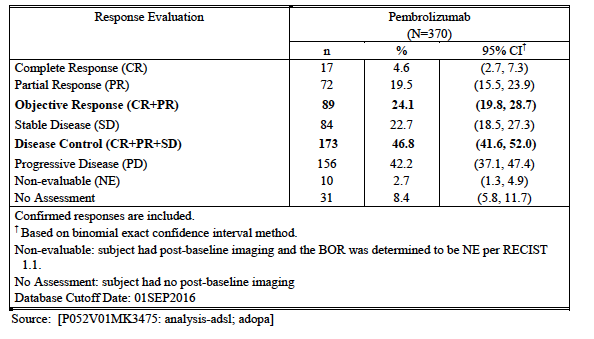 Response Evaluation Pembrolizumab
(N=370)
n % 95% CI†
Complete Response (CR) 17 4.6 (2.7, 7.3)
Partial Response (PR) 72 19.5 (15.5, 23.9)
Objective Response (CR+PR) 89 24.1 (19.8, 28.7)
Stable Disease (SD) 84 22.7 (18.5, 27.3)
Disease Control (CR+PR+SD) 173 46.8 (41.6, 52.0)
Progressive Disease (PD) 156 42.2 (37.1, 47.4)
Non-evaluable (NE) 10 2.7 (1.3, 4.9)
No Assessment 31 8.4 (5.8, 11.7)
Confirmed responses are included.
† Based on binomial exact confidence interval method.
Non-evaluable: subject had post-baseline imaging and the BOR was determined to be NE per RECIST
1.1.
No Assessment: subject had no post-baseline imaging
Database Cutoff Date: 01SEP2016
Source: [P052V01MK3475: analysis-adsl; adopa]